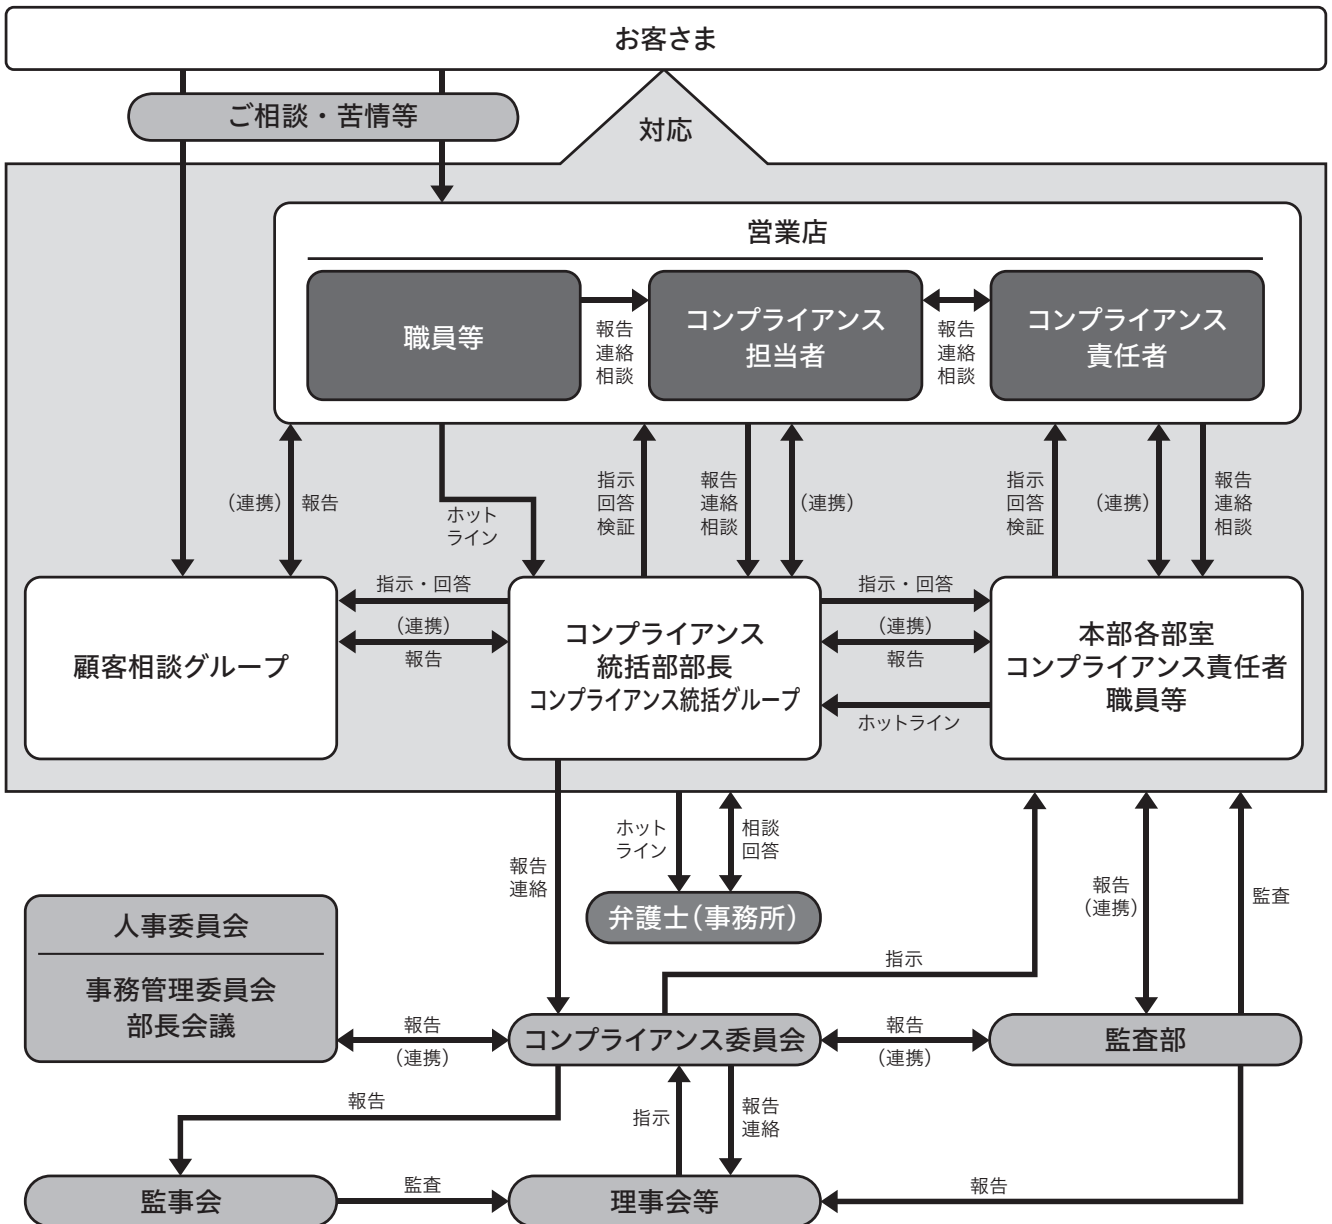 お客さま
ご相談・苦情等
対応
営業店
職員等
報告
連絡
相談
コンプライアンス
担当者
報告
連絡
相談
コンプライアンス
責任者
（連携）
報告
ホット
ライン
指示
回答
検証
報告
連絡
相談
（連携）
指示
回答
検証
（連携）
報告
連絡
相談
顧客相談グループ
指示・回答
（連携）
報告
コンプライアンス
統括部部長
コンプライアンス統括グループ
指示・回答
（連携）
報告
ホットライン
本部各部室
コンプライアンス責任者
職員等
報告
連絡
ホット
ライン
相談
回答
弁護士（事務所）
報告
（連携）
監査
人事委員会
事務管理委員会
部長会議
指示
報告
（連携）
コンプライアンス委員会
報告
（連携）
監査部
報告
指示
報告
連絡
監事会
監査
理事会等
報告